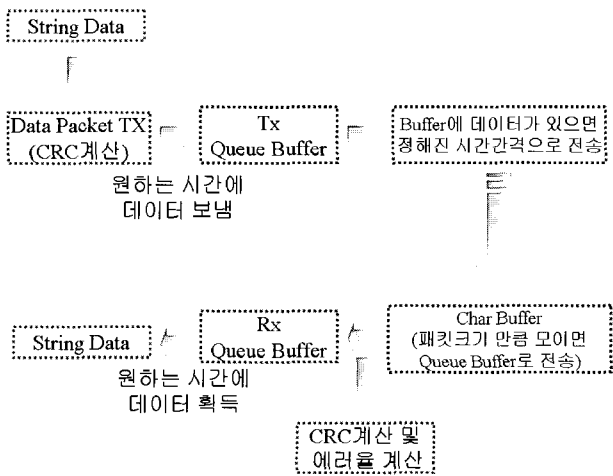 String Data
Data Packet TX
(CRC계산)
Tx
Queue Buffer
Buffer에 데이터가 있으면
정해진 시간간격으로 전송
원하는 시간에
데이터 보냄
String Data
Rx
Queue Buffer
Char Buffer
(패킷크기 만큼 모이면
Queue Buffer로 전송)
원하는 시간에
데이터 획득
CRC계산 및
에러율 계산